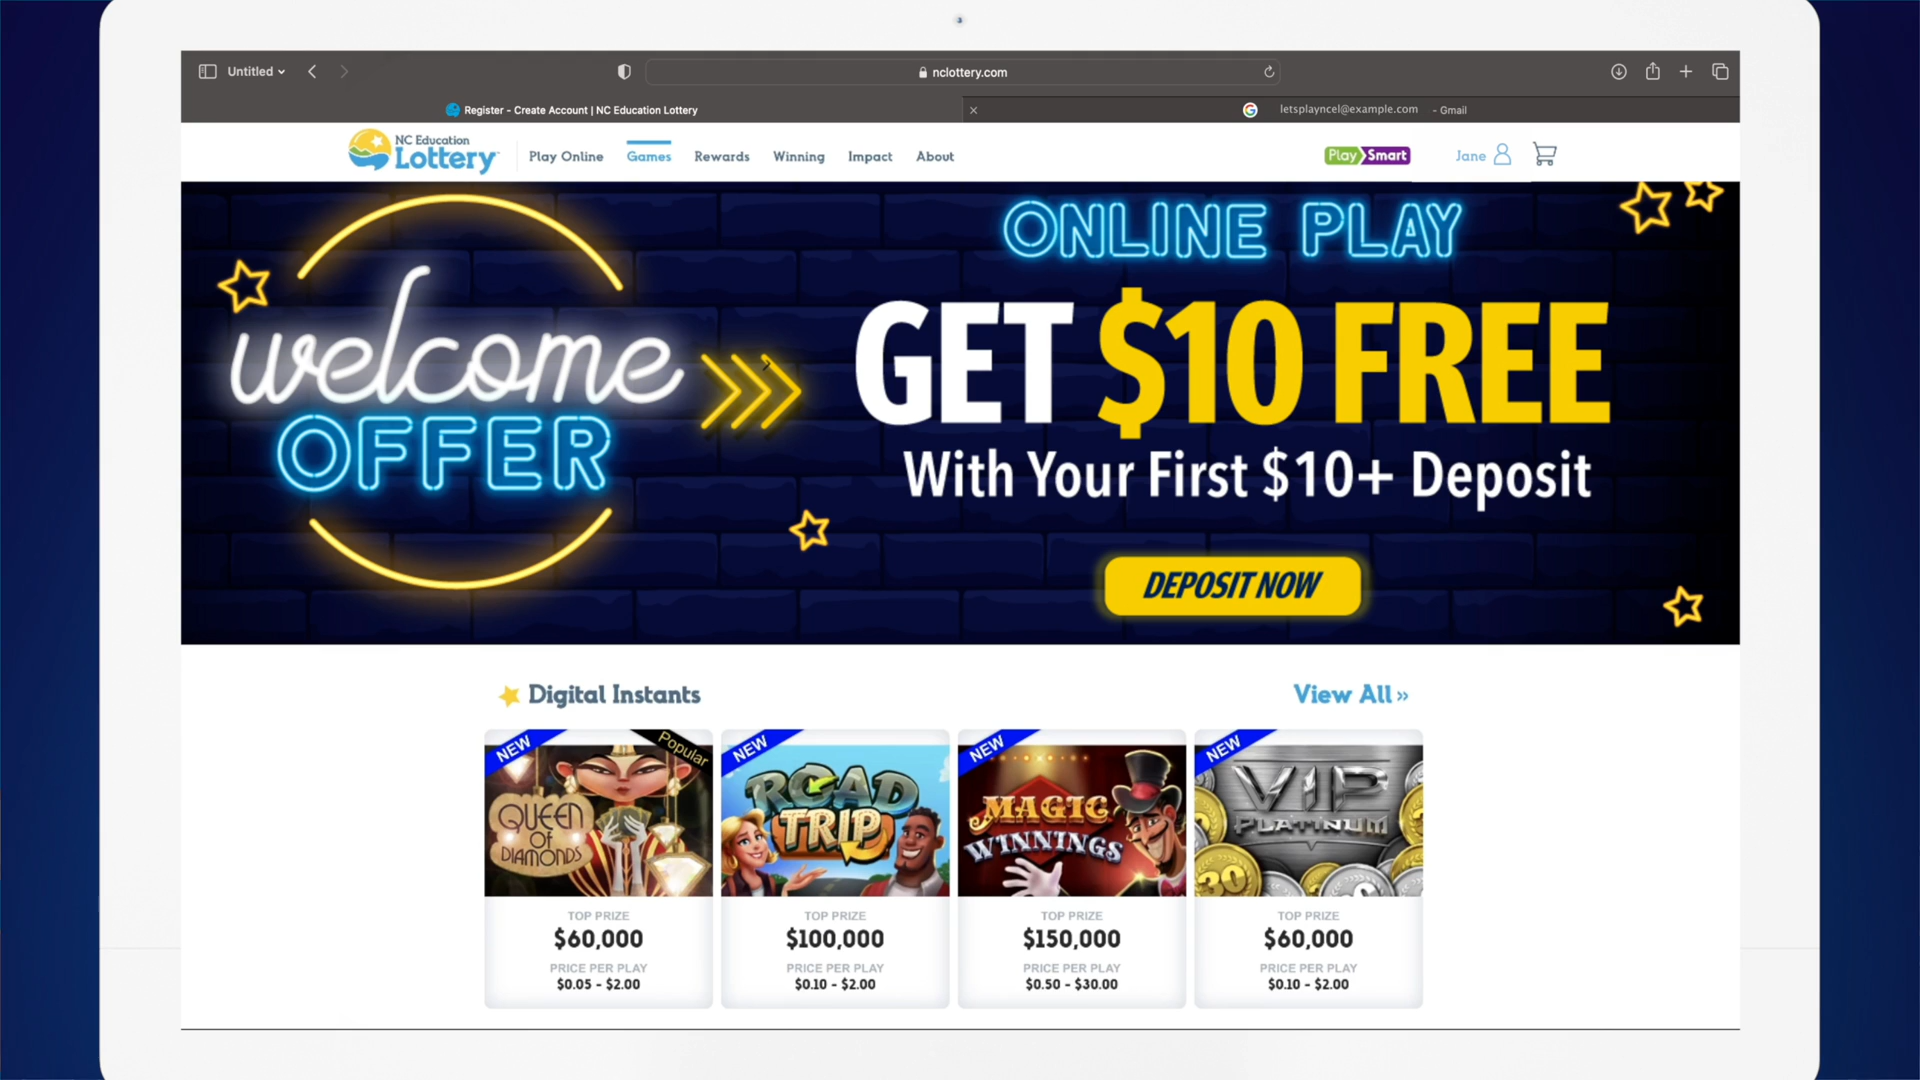 Untitled
nclottery.com
Register - Create Account | NC Education Lottery
letsplayncel@example.com - Gmail
NC Education
Lottery
Play Online
Games
Rewards
Winning
Impact
About
Play Smart
Jane
welcome
OFFER
ONLINE PLAY
GET $10 FREE
With Your First $10+ Deposit
DEPOSIT NOW
Digital Instants
View All »
NEW
Popular
QUEEN
OF
DIAMONDS
TOP PRIZE
$60,000
PRICE PER PLAY
$0.05 - $2.00
NEW
ROAD
TRIP
TOP PRIZE
$100,000
PRICE PER PLAY
$0.10 - $2.00
NEW
MAGIC
WINNINGS
TOP PRIZE
$150,000
PRICE PER PLAY
$0.50 - $30.00
NEW
VIP
PLATINUM
30
TOP PRIZE
$60,000
PRICE PER PLAY
$0.10 - $2.00